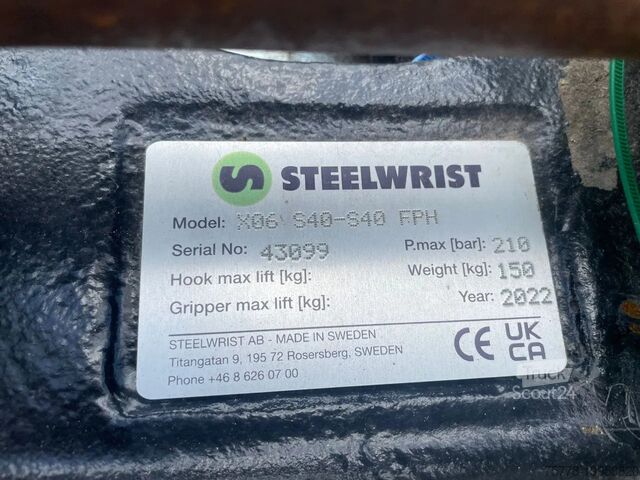 STEELWRIST
Model: X06 S40-S40 FPH
Serial No: 43099 P.max [bar]: 210
Hook max lift [kg]: Weight [kg]: 150
Gripper max lift [kg]: Year: 2022
STEELWRIST AB - MADE IN SWEDEN
Titangatan 9, 195 72 Rosersberg, SWEDEN
Phone +46 8 626 07 00
CE UK
CA
Truck
Scout24